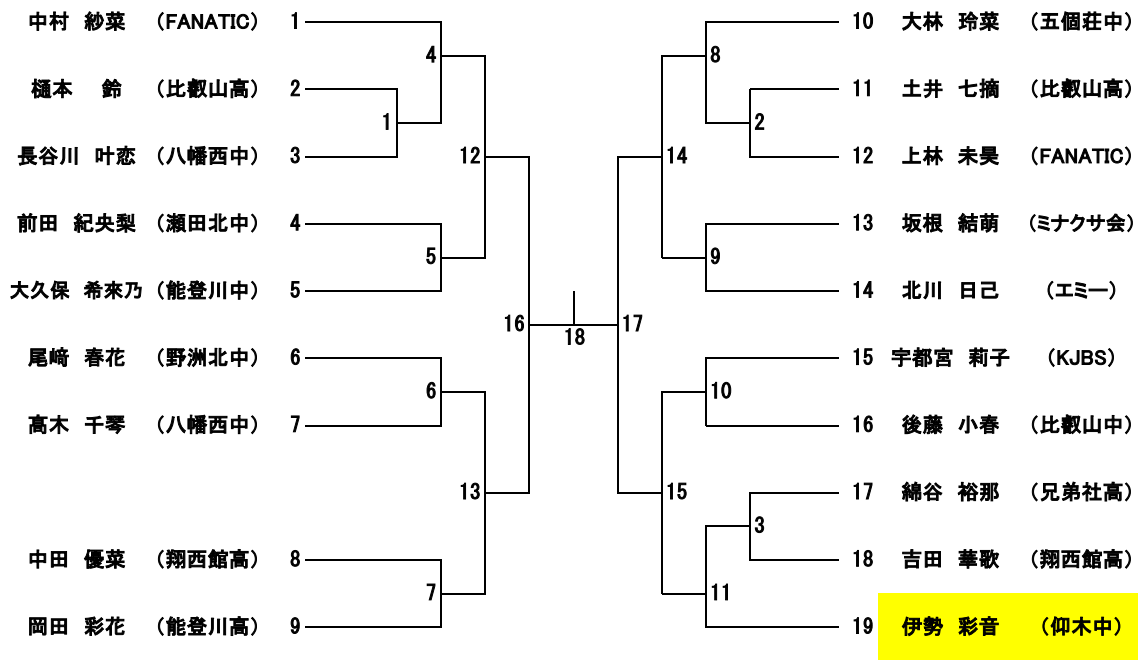 中村 紗菜 （FANATIC） 1
樋本 鈴 （比叡山高） 2
長谷川 叶恋 （八幡西中） 3
前田 紀央梨 （瀬田北中） 4
大久保 希來乃 （能登川中） 5
尾﨑 春花 （野洲北中） 6
髙木 千琴 （八幡西中） 7
中田 優菜 （翔西館高） 8
岡田 彩花 （能登川高） 9
4
1
12
5
16
6
13
7
18
8
2
14
9
17
10
15
3
11
10 大林 玲菜 （五個荘中）
11 土井 七摘 （比叡山高）
12 上林 未昊 （FANATIC）
13 坂根 結萌 （ミナクサ会）
14 北川 日己 （エミー）
15 宇都宮 莉子 （KJBS）
16 後藤 小春 （比叡山中）
17 綿谷 裕那 （兄弟社高）
18 吉田 華歌 （翔西館高）
19 伊勢 彩音 （仰木中）